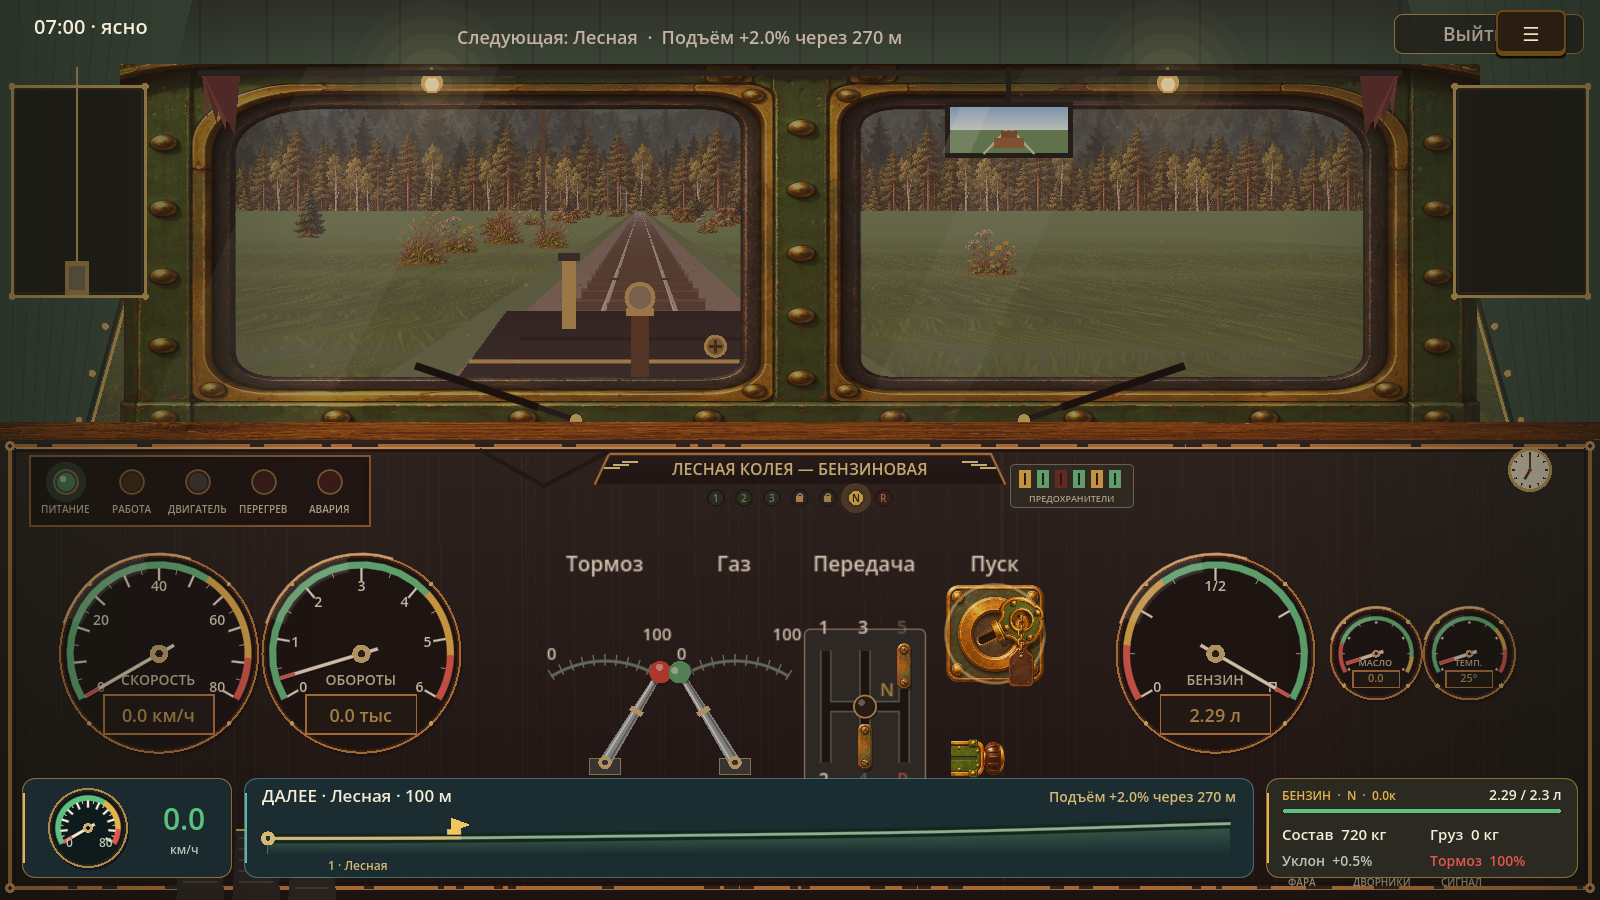 07:00 · ясно
Следующая: Лесная · Подъём +2.0% через 270 м
Выйт
☰
ЛЕСНАЯ КОЛЕЯ — БЕНЗИНОВАЯ
1 2 3 N R
ПРЕДОХРАНИТЕЛИ
ПИТАНИЕ РАБОТА ДВИГАТЕЛЬ ПЕРЕГРЕВ АВАРИЯ
Тормоз Газ Передача Пуск
0 20 40 60 80
СКОРОСТЬ
0.0 км/ч
0 1 2 3 4 5 6
ОБОРОТЫ
0.0 тыс
0 100
0 100
1 3 5
N
2 4 R
0 1/2 П
БЕНЗИН
2.29 л
МАСЛО
0.0
ТЕМП.
25°
0 80
0.0
км/ч
ДАЛЕЕ · Лесная · 100 м
Подъём +2.0% через 270 м
1 · Лесная
БЕНЗИН · N · 0.0к 2.29 / 2.3 л
Состав 720 кг Груз 0 кг
Уклон +0.5% Тормоз 100%
ФАРА ДВОРНИКИ СИГНАЛ